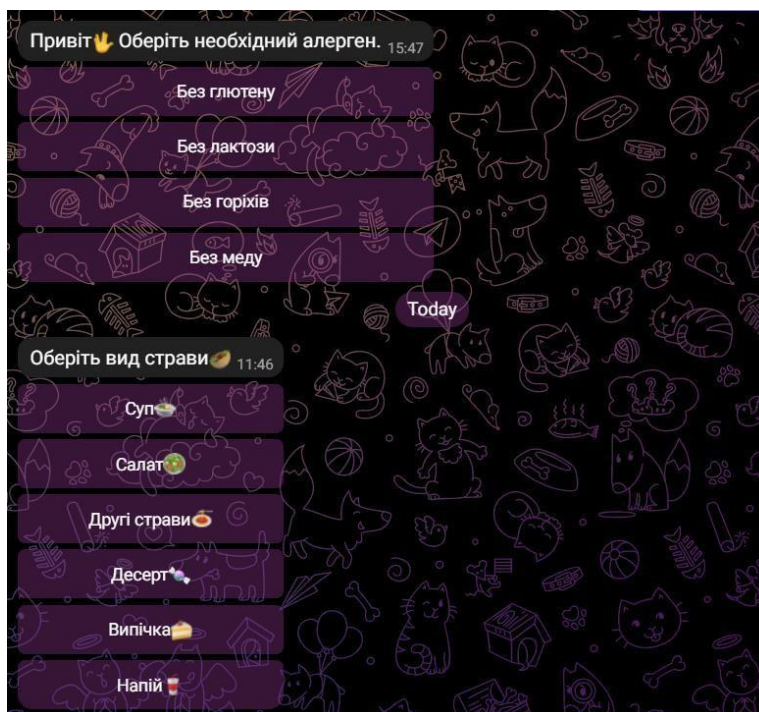 Привіт🖖 Оберіть необхідний алерген. 15:47
Без глютену
Без лактози
Без горіхів
Без меду
Today
Оберіть вид страви🥙 11:46
Суп🍜
Салат🥗
Другі страви🍝
Десерт🍬
Випічка🍰
Напій🥤